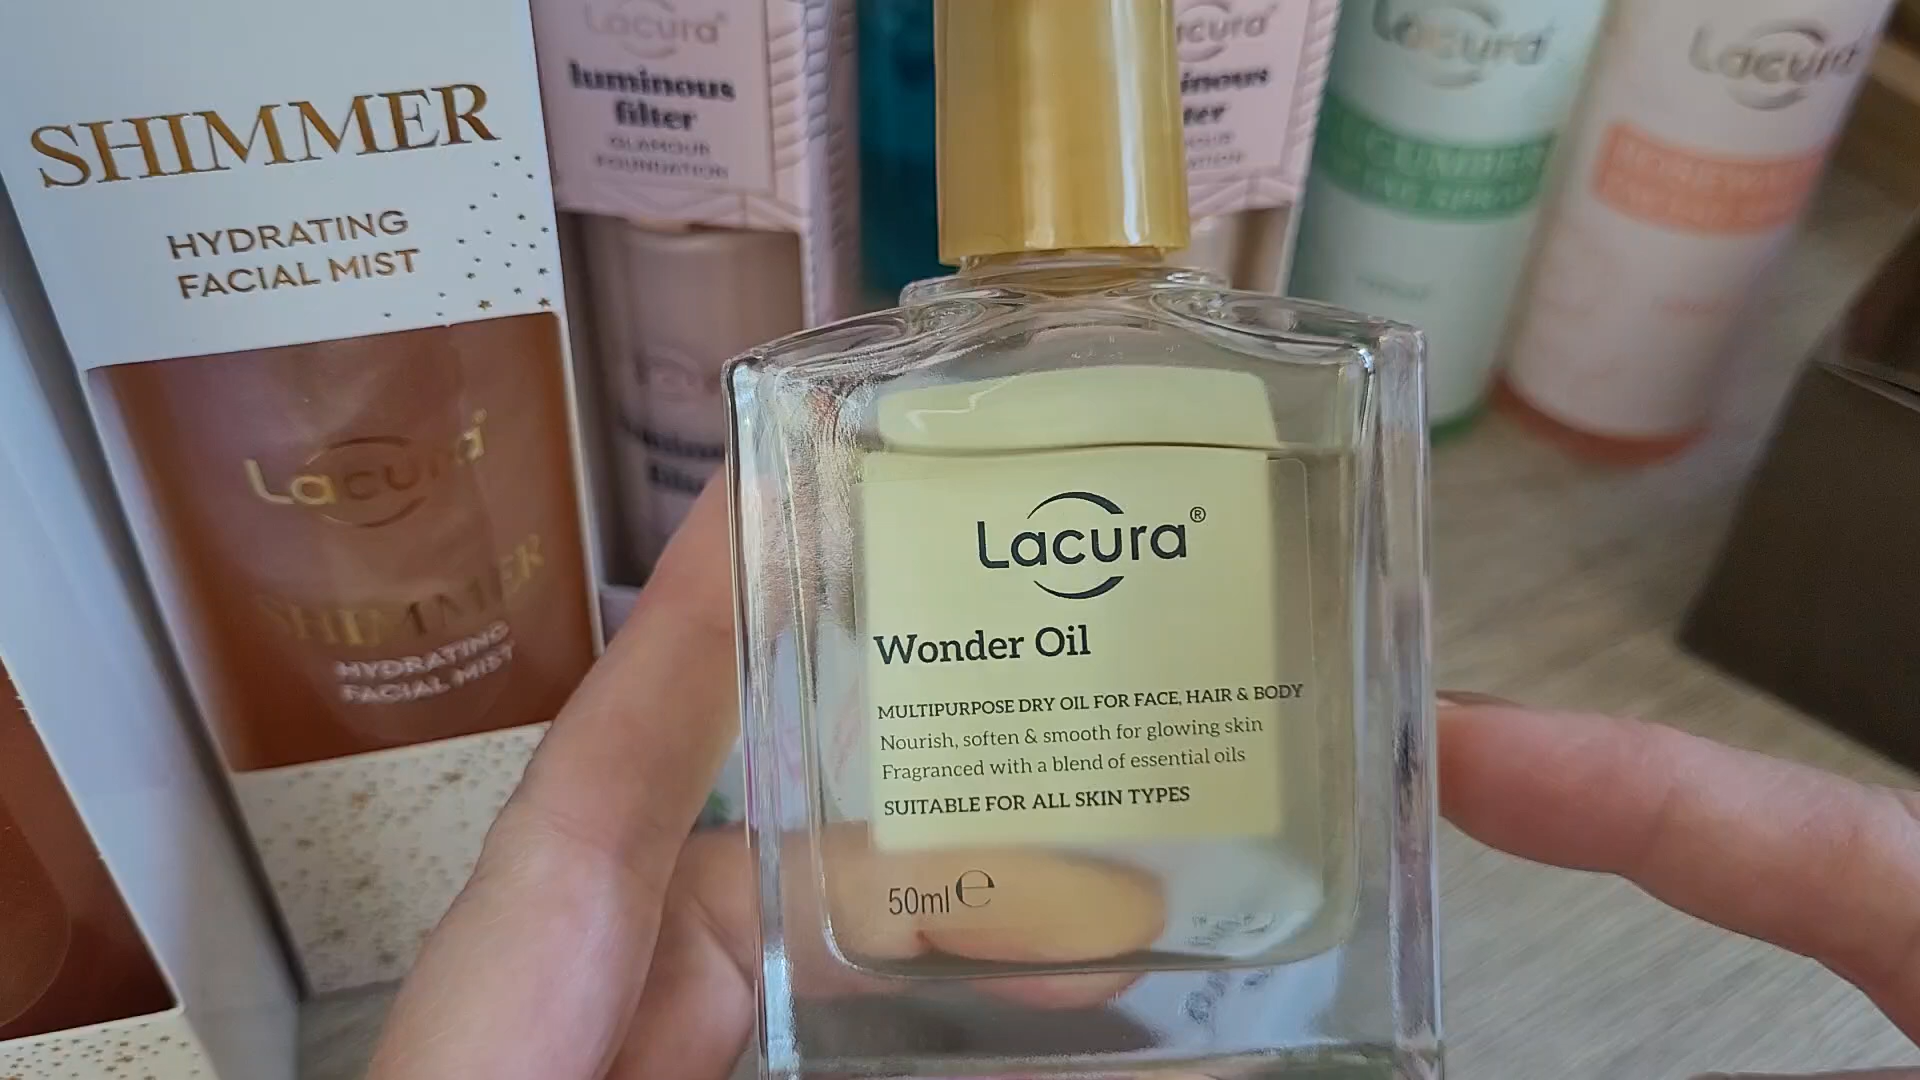 SHIMMER
HYDRATING
FACIAL MIST
Lacura®
SHIMMER
HYDRATING
FACIAL MIST
Lacura®
luminous
filter
GLAMOUR
FOUNDATION
Lacura®
Wonder Oil
MULTIPURPOSE DRY OIL FOR FACE, HAIR & BODY
Nourish, soften & smooth for glowing skin
Fragranced with a blend of essential oils
SUITABLE FOR ALL SKIN TYPES
50ml e
Lacura
Lacura